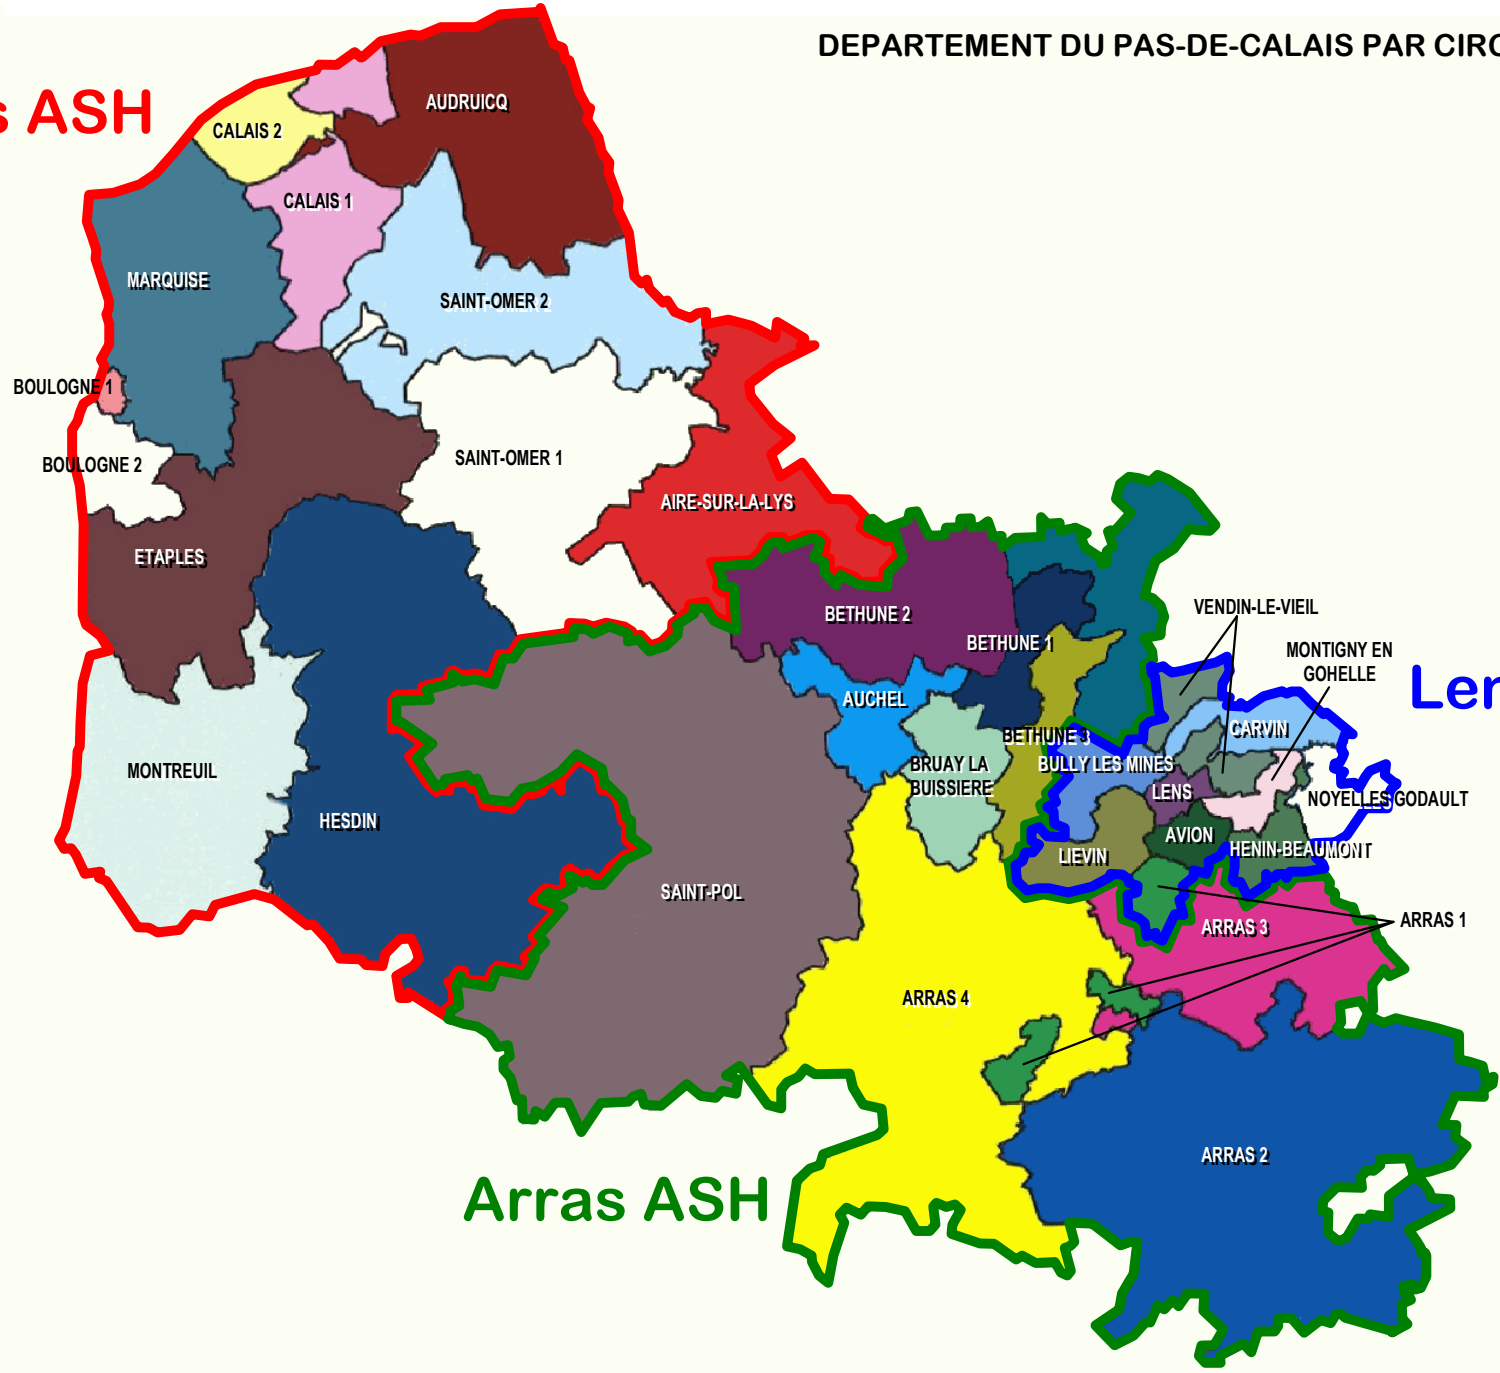 DEPARTEMENT DU PAS-DE-CALAIS PAR CIRC
s ASH
AUDRUICQ
CALAIS 2
CALAIS 1
MARQUISE
SAINT-OMER 2
BOULOGNE 1
BOULOGNE 2
SAINT-OMER 1
AIRE-SUR-LA-LYS
ETAPLES
BETHUNE 2
VENDIN-LE-VIEIL
BETHUNE 1
MONTIGNY EN
GOHELLE
Len
AUCHEL
CARVIN
BETHUNE 3
BRUAY LA
BUISSIERE
BULLY LES MINES
MONTREUIL
LENS
NOYELLES GODAULT
HESDIN
AVION
HENIN-BEAUMONT
LIEVIN
SAINT-POL
ARRAS 3
ARRAS 1
ARRAS 4
ARRAS 2
Arras ASH